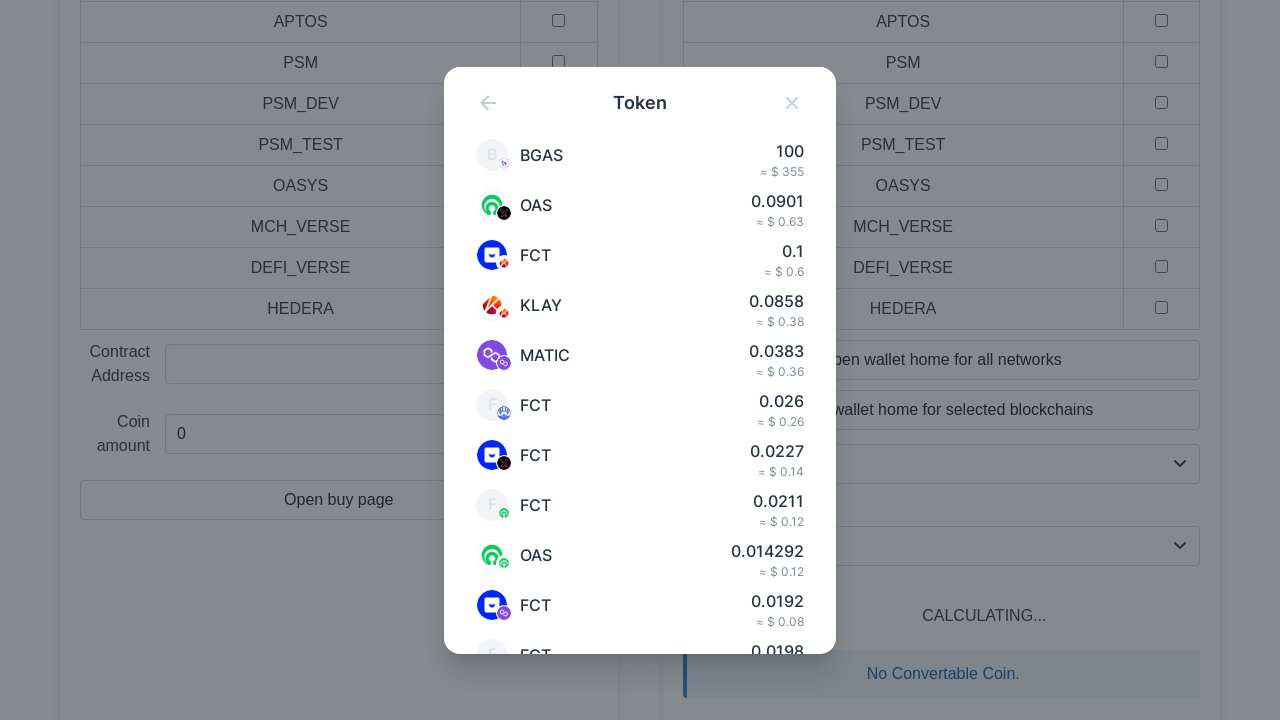 APTOS
PSM
PSM_DEV
PSM_TEST
OASYS
MCH_VERSE
DEFI_VERSE
HEDERA
Contract
Address
Coin
amount
0
Open buy page
Token
B
BGAS
100
≈ $ 355
OAS
0.0901
≈ $ 0.63
FCT
0.1
≈ $ 0.6
KLAY
0.0858
≈ $ 0.38
MATIC
0.0383
≈ $ 0.36
F
FCT
0.026
≈ $ 0.26
FCT
0.0227
≈ $ 0.14
F
FCT
0.0211
≈ $ 0.12
OAS
0.014292
≈ $ 0.12
FCT
0.0192
≈ $ 0.08
F
FCT
0.0198
APTOS
PSM
PSM_DEV
PSM_TEST
OASYS
MCH_VERSE
DEFI_VERSE
HEDERA
pen wallet home for all networks
wallet home for selected blockchains
CALCULATING...
No Convertable Coin.